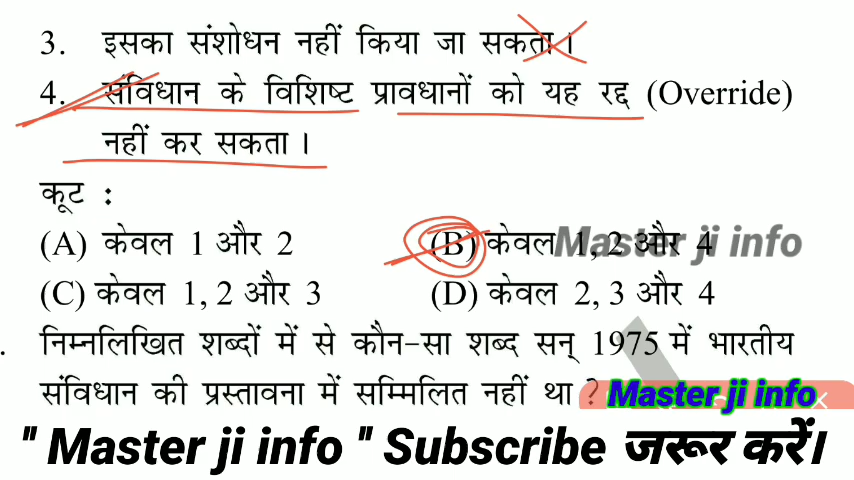 3. इसका संशोधन नहीं किया जा सकता।
4. संविधान के विशिष्ट प्रावधानों को यह रद्द (Override)
नहीं कर सकता।
कूट :
(A) केवल 1 और 2 (B) केवल 1, 2 और 4
Master ji info
(C) केवल 1, 2 और 3 (D) केवल 2, 3 और 4
. निम्नलिखित शब्दों में से कौन-सा शब्द सन् 1975 में भारतीय
संविधान की प्रस्तावना में सम्मिलित नहीं था ? Master ji info
" Master ji info " Subscribe जरूर करें।